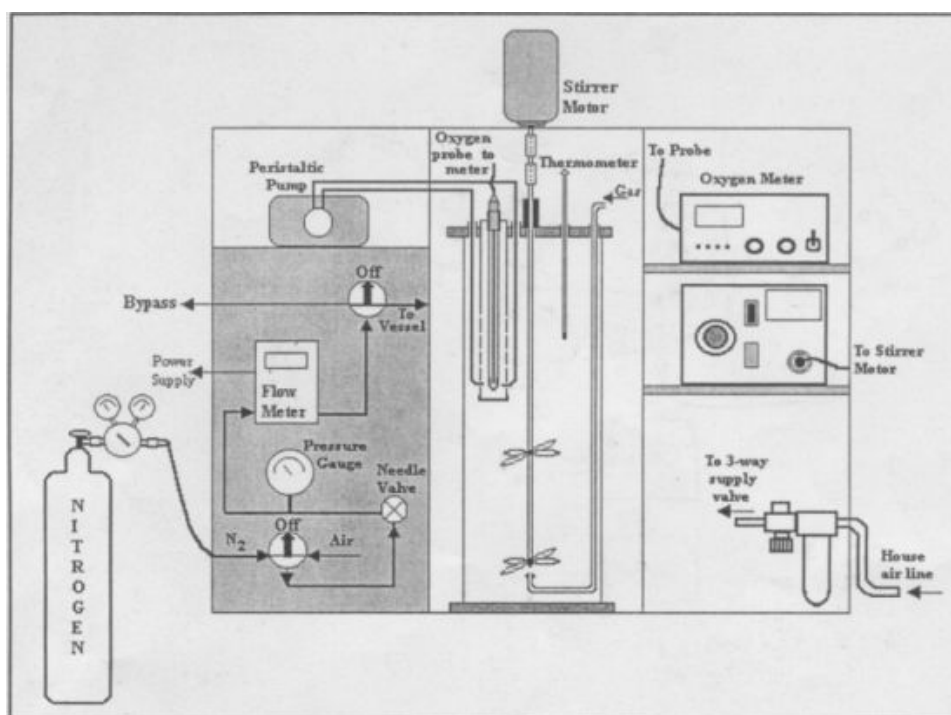 Stirrer
Motor
Oxygen
probe to
meter
Thermometer
Gas
Peristaltic
Pump
To Probe
Oxygen Meter
Off
Bypass
To
Vessel
Power
Supply
Flow
Meter
To Stirrer
Motor
Pressure
Gauge
Needle
Valve
To 3-way
supply
valve
Off
N2
Air
House
air line
NITROGEN